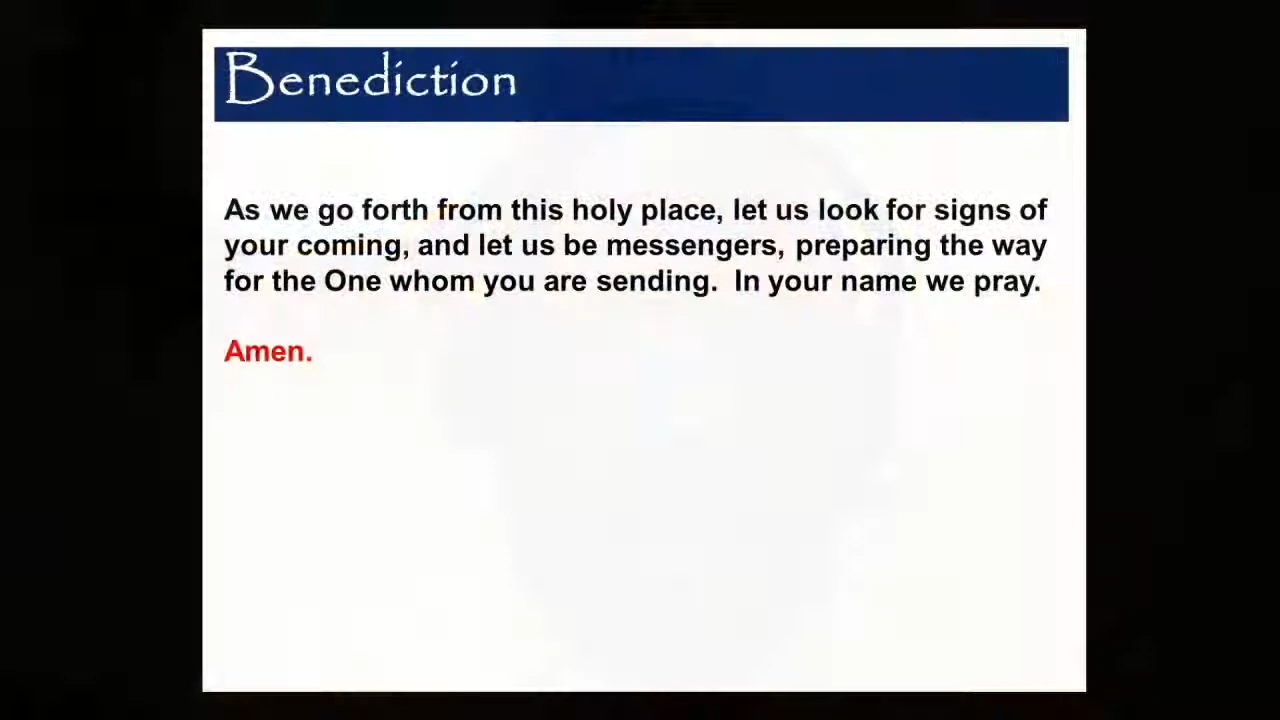 Benediction
As we go forth from this holy place, let us look for signs of
your coming, and let us be messengers, preparing the way
for the One whom you are sending.  In your name we pray.
Amen.